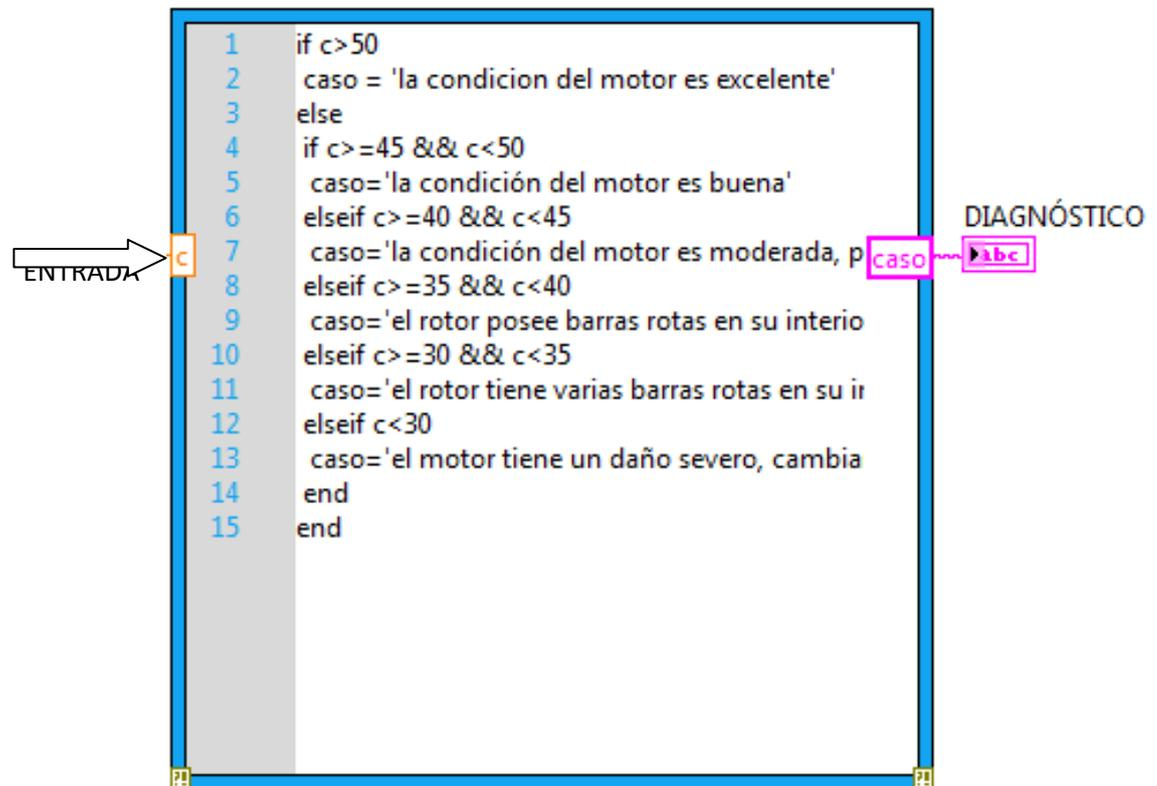 1 if c>50
2 caso = 'la condicion del motor es excelente'
3 else
4 if c>=45 && c<50
5 caso='la condición del motor es buena'
6 elseif c>=40 && c<45
DIAGNÓSTICO
ENTRADA
c
7 caso='la condición del motor es moderada, p
caso
abc
8 elseif c>=35 && c<40
9 caso='el rotor posee barras rotas en su interio
10 elseif c>=30 && c<35
11 caso='el rotor tiene varias barras rotas en su
12 elseif c<30
13 caso='el motor tiene un daño severo, cambia
14 end
15 end